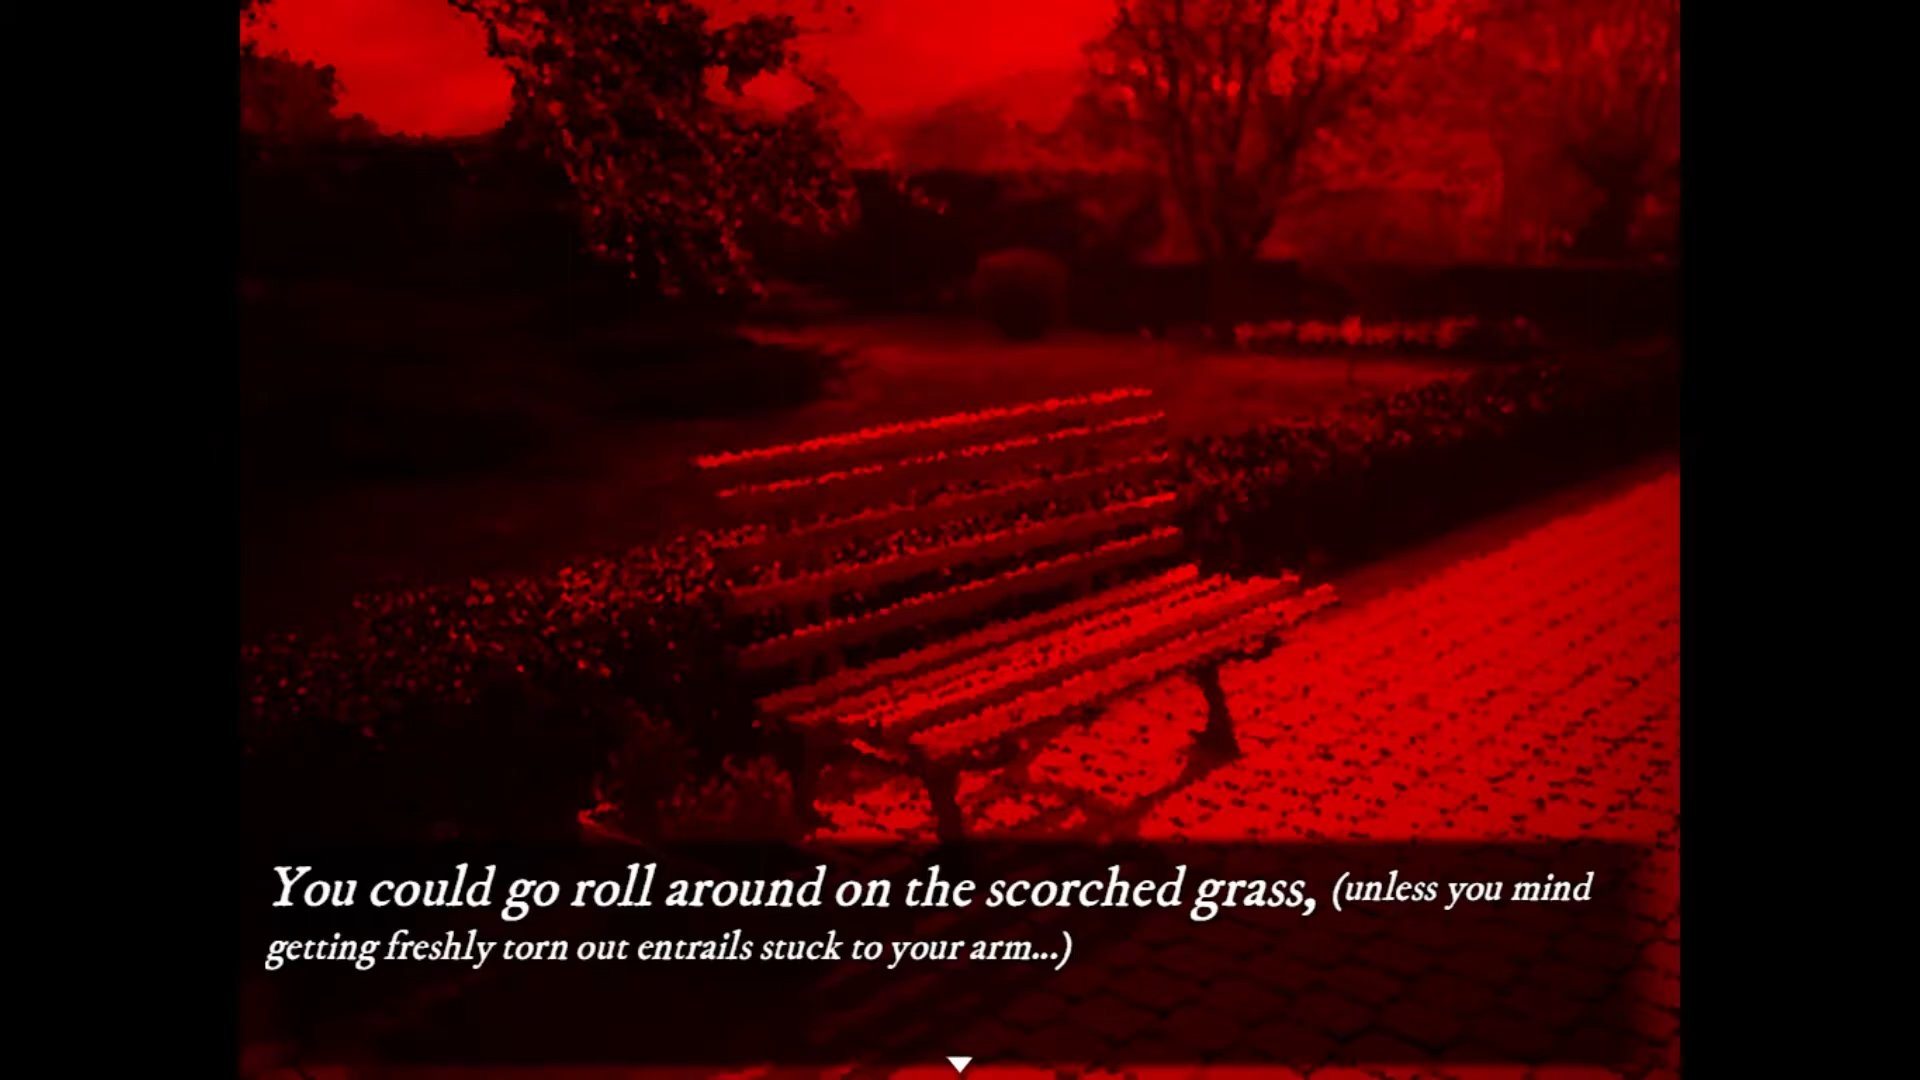 You could go roll around on the scorched grass, (unless you mind
getting freshly torn out entrails stuck to your arm...)